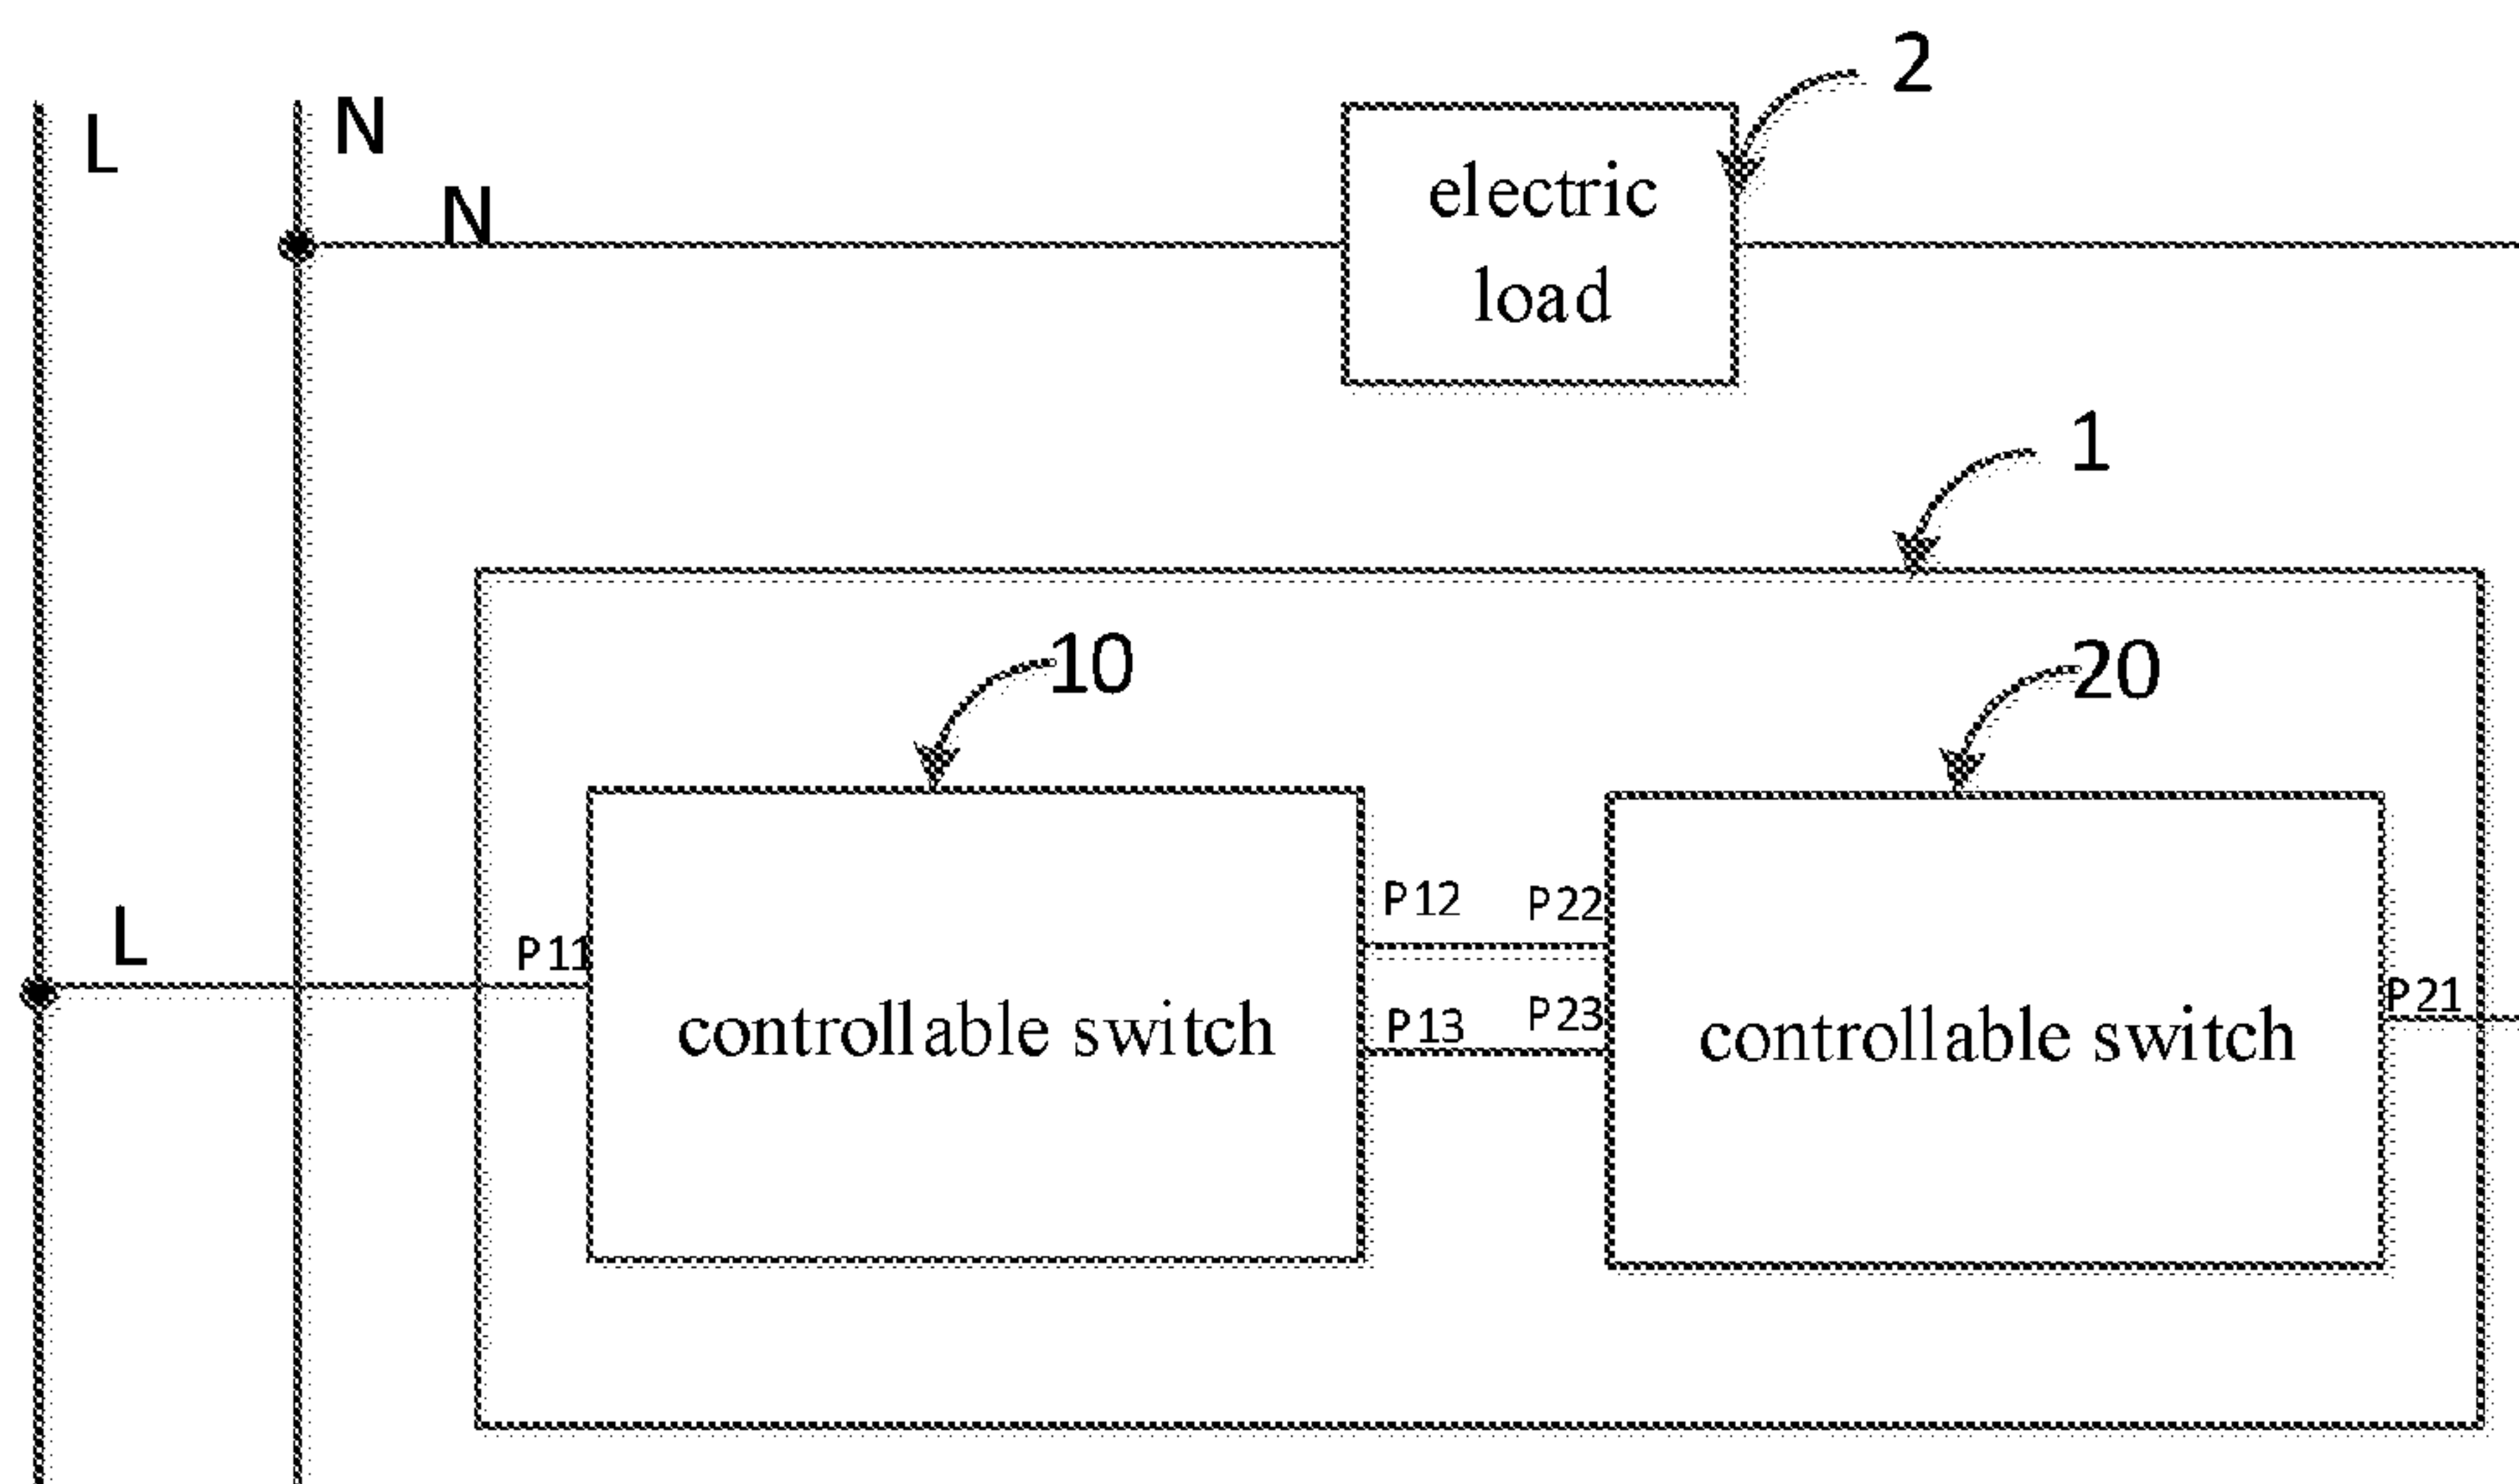 2
L
N
N
electric
load
1
10
20
P12
P22
L
P11
P13
P23
P21
controllable switch
controllable switch